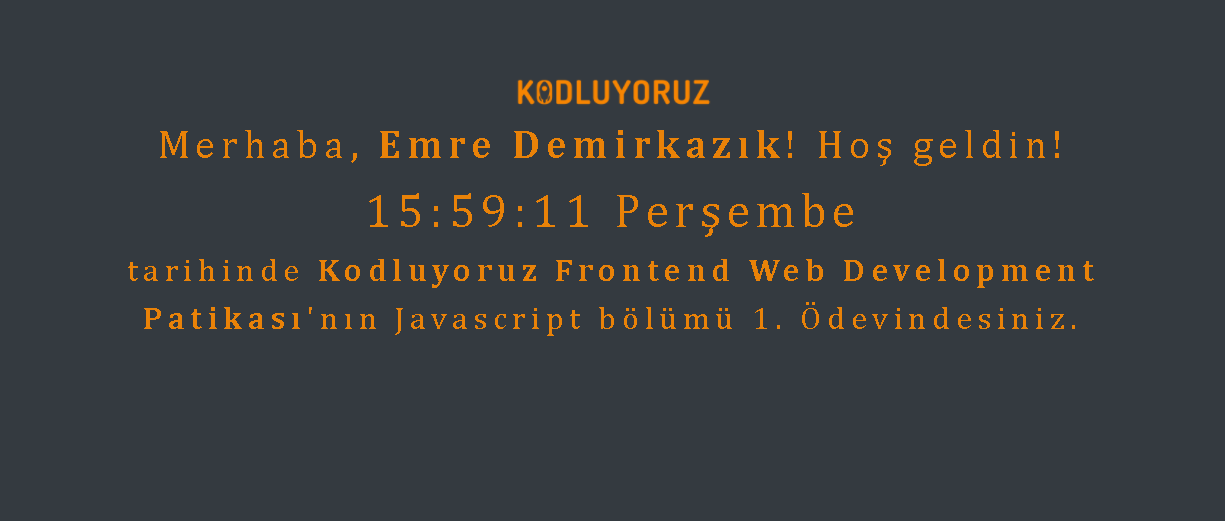 KODLUYORUZ
Merhaba, Emre Demirkazık! Hoş geldin!
15:59:11 Perşembe
tarihinde Kodluyoruz Frontend Web Development
Patikası'nın Javascript bölümü 1. Ödevindesiniz.